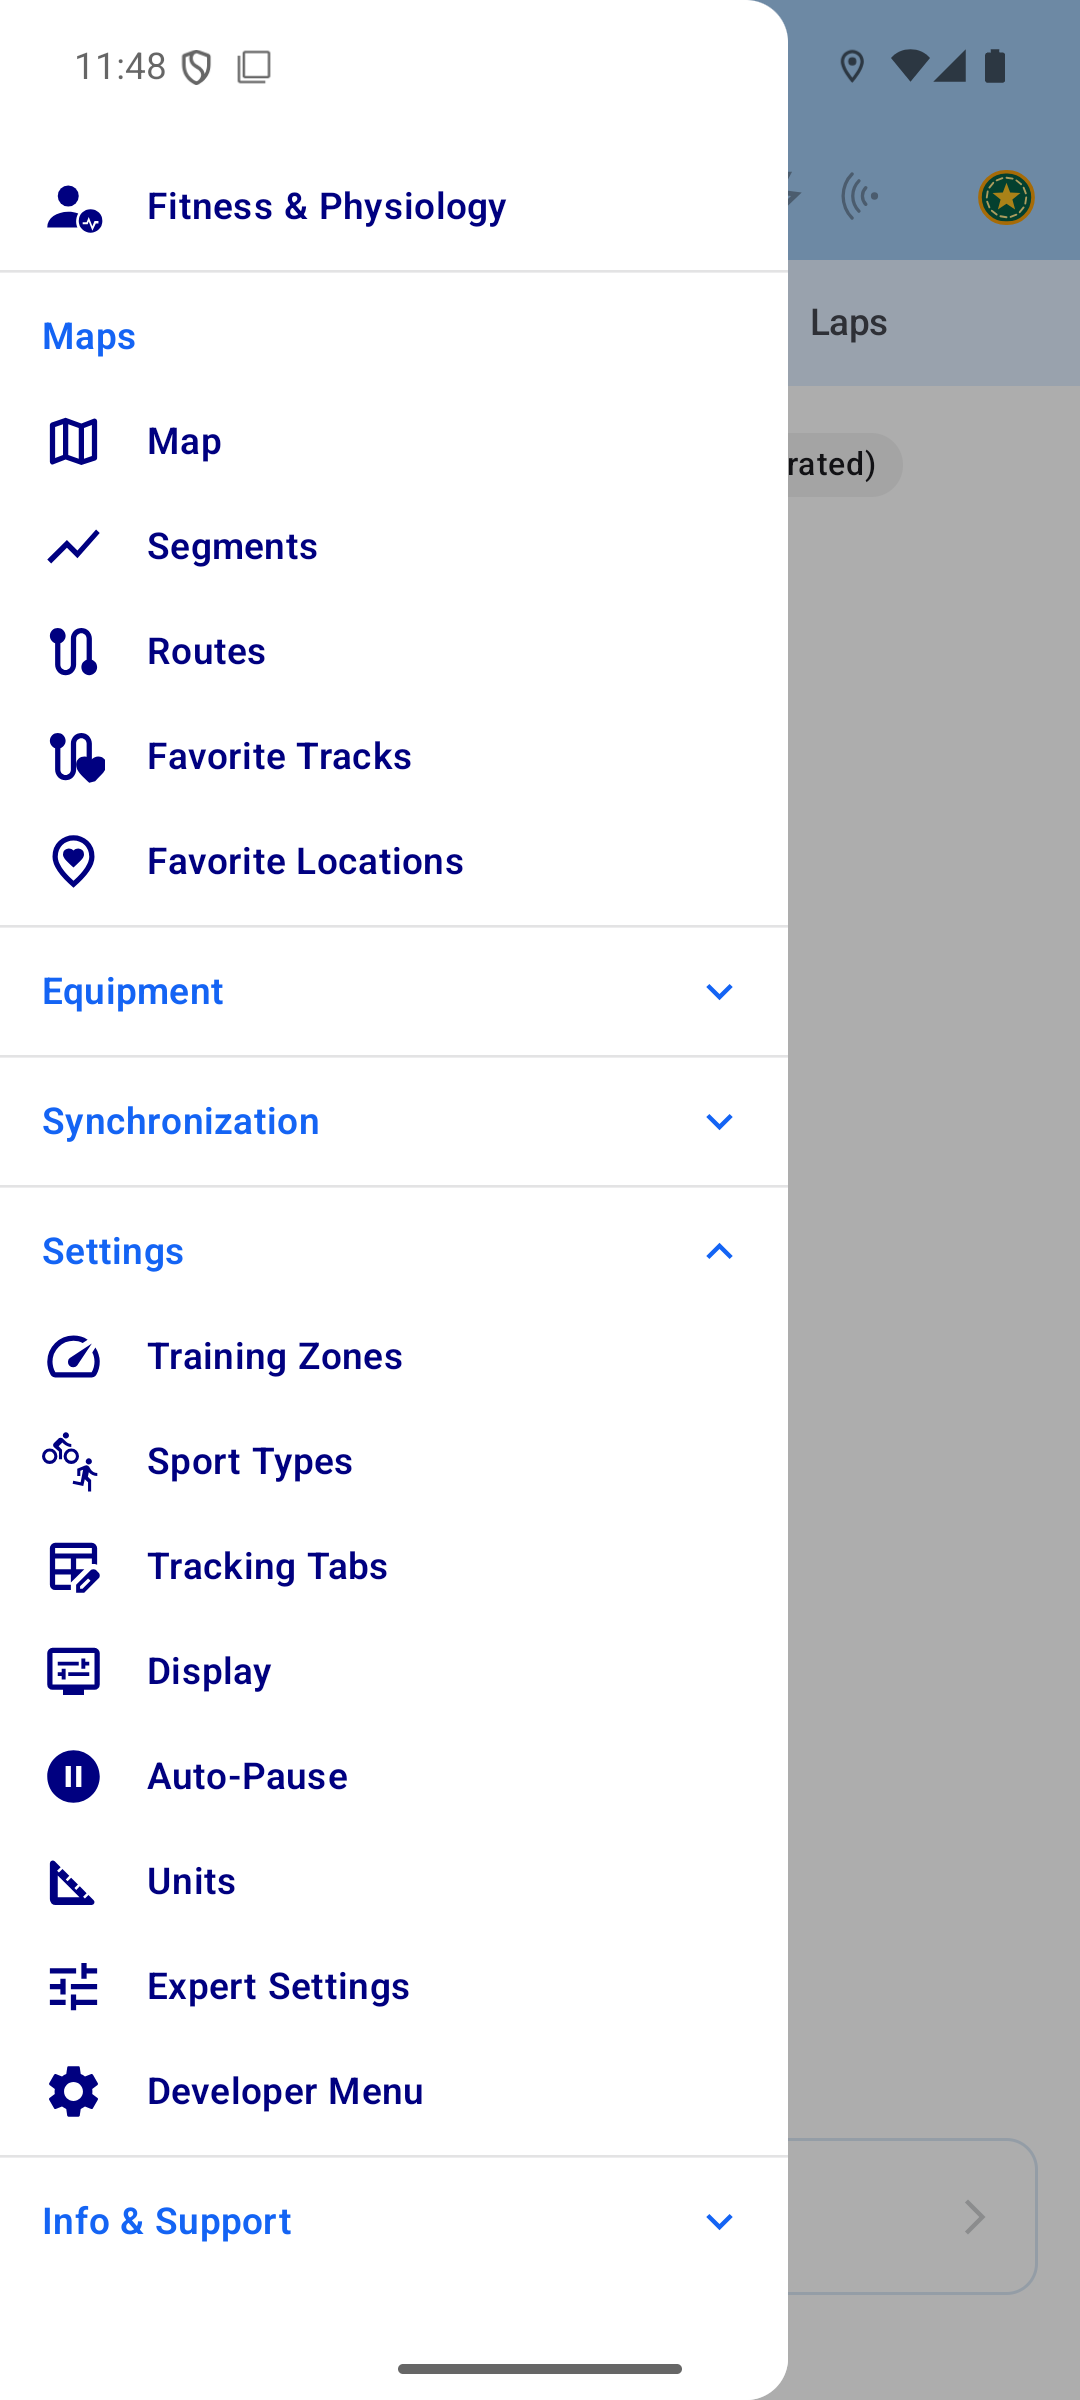 11:48
Fitness & Physiology
Laps
Maps
rated)
Map
Segments
Routes
Favorite Tracks
Favorite Locations
Equipment
Synchronization
Settings
Training Zones
Sport Types
Tracking Tabs
Display
Auto-Pause
Units
Expert Settings
Developer Menu
Info & Support